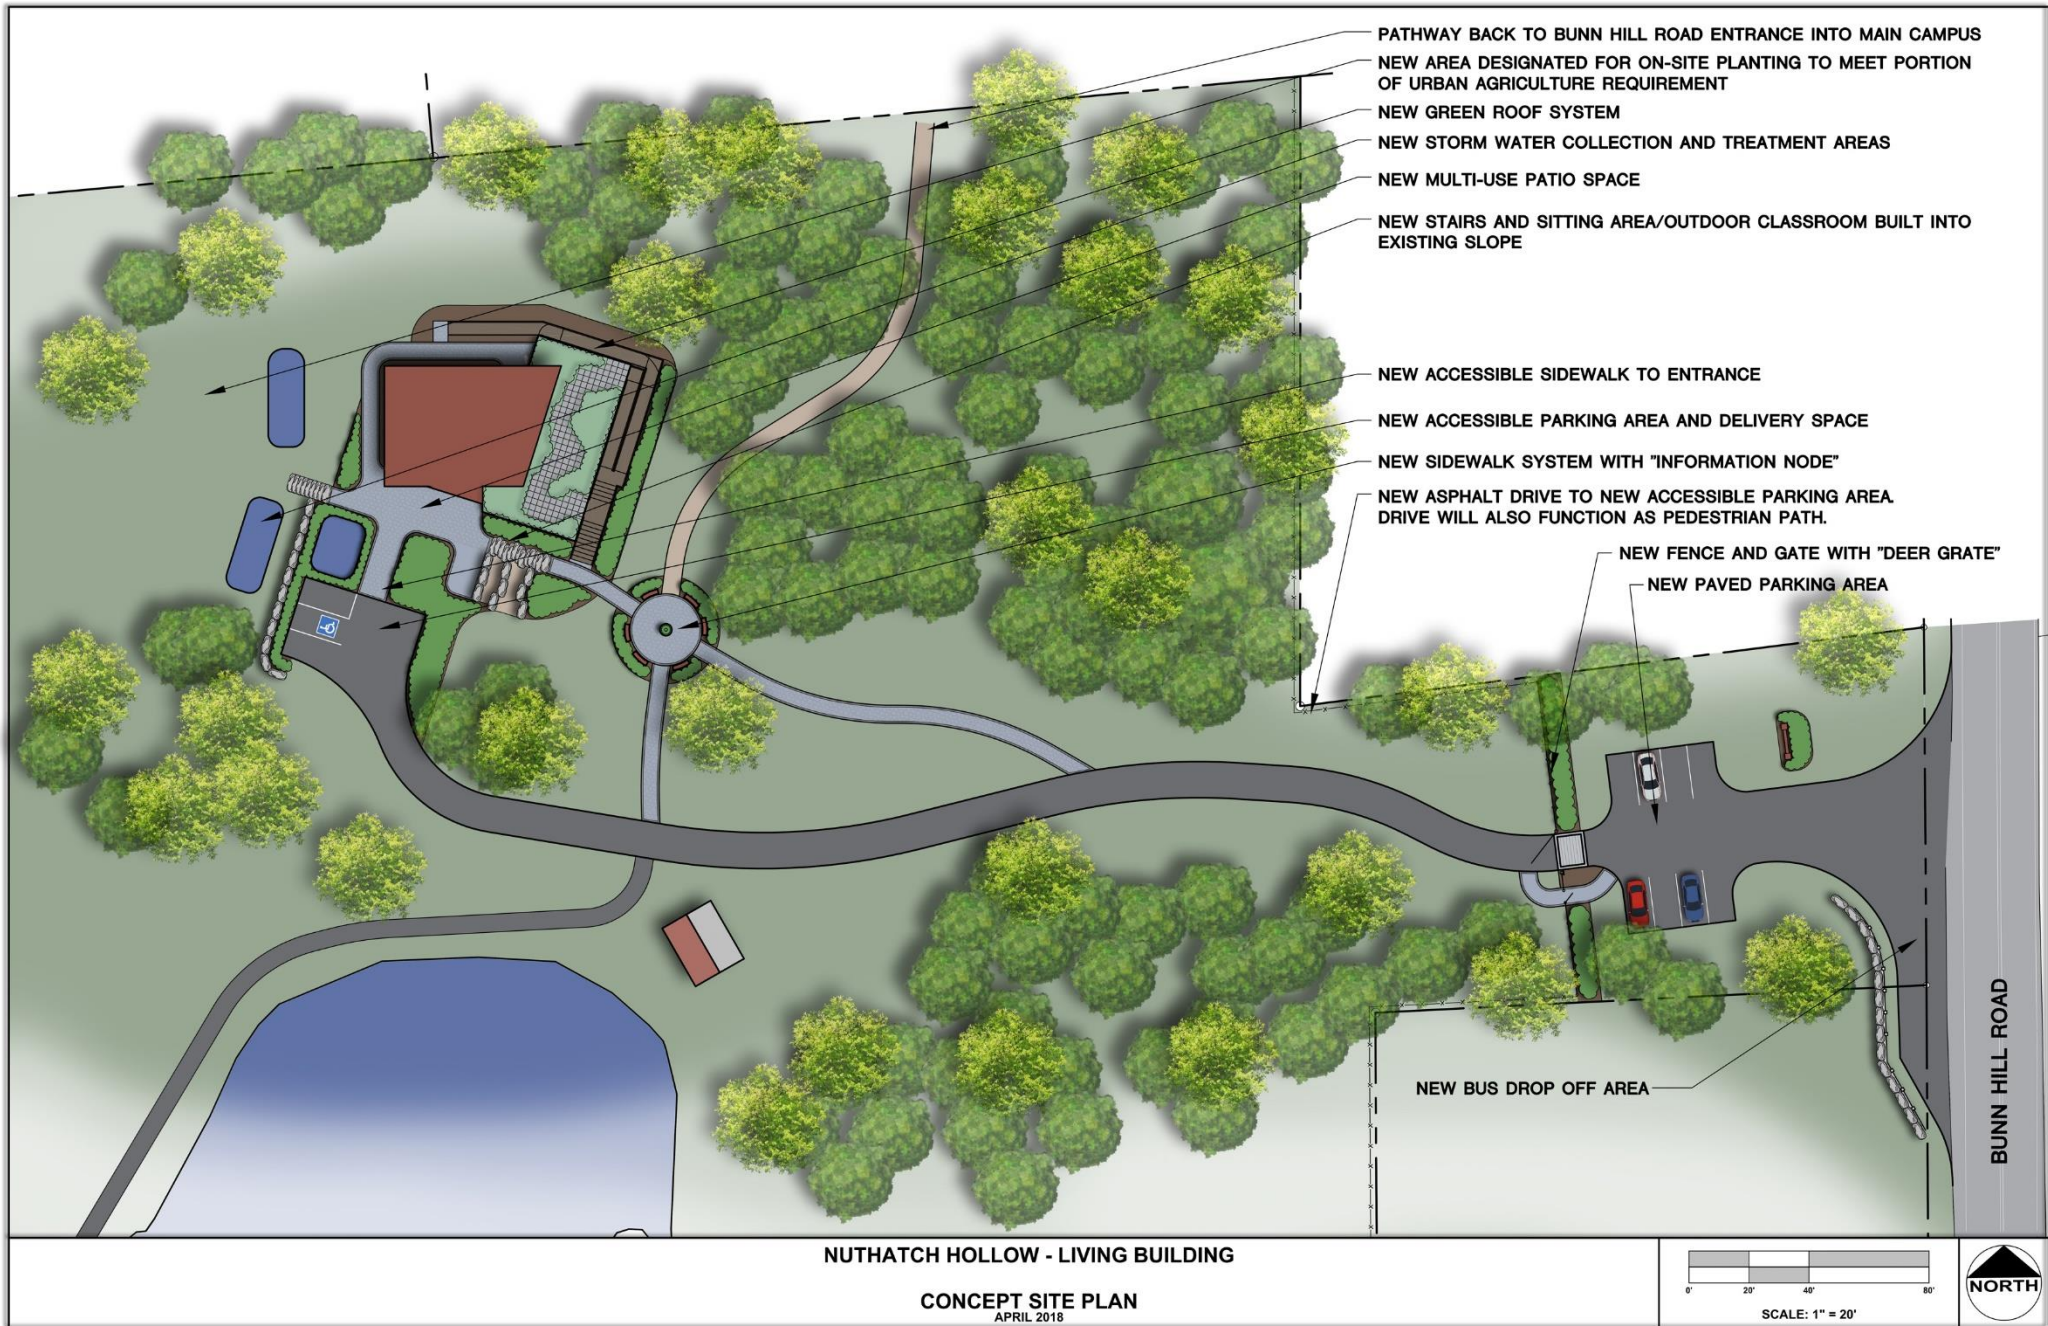 PATHWAY BACK TO BUNN HILL ROAD ENTRANCE INTO MAIN CAMPUS
NEW AREA DESIGNATED FOR ON-SITE PLANTING TO MEET PORTION
OF URBAN AGRICULTURE REQUIREMENT
NEW GREEN ROOF SYSTEM
NEW STORM WATER COLLECTION AND TREATMENT AREAS
NEW MULTI-USE PATIO SPACE
NEW STAIRS AND SITTING AREA/OUTDOOR CLASSROOM BUILT INTO
EXISTING SLOPE
NEW ACCESSIBLE SIDEWALK TO ENTRANCE
NEW ACCESSIBLE PARKING AREA AND DELIVERY SPACE
NEW SIDEWALK SYSTEM WITH "INFORMATION NODE"
NEW ASPHALT DRIVE TO NEW ACCESSIBLE PARKING AREA.
DRIVE WILL ALSO FUNCTION AS PEDESTRIAN PATH.
NEW FENCE AND GATE WITH "DEER GRATE"
NEW PAVED PARKING AREA
NEW BUS DROP OFF AREA
BUNN HILL ROAD
NUTHATCH HOLLOW - LIVING BUILDING
CONCEPT SITE PLAN
APRIL 2018
0' 20' 40' 80'
SCALE: 1" = 20'
NORTH